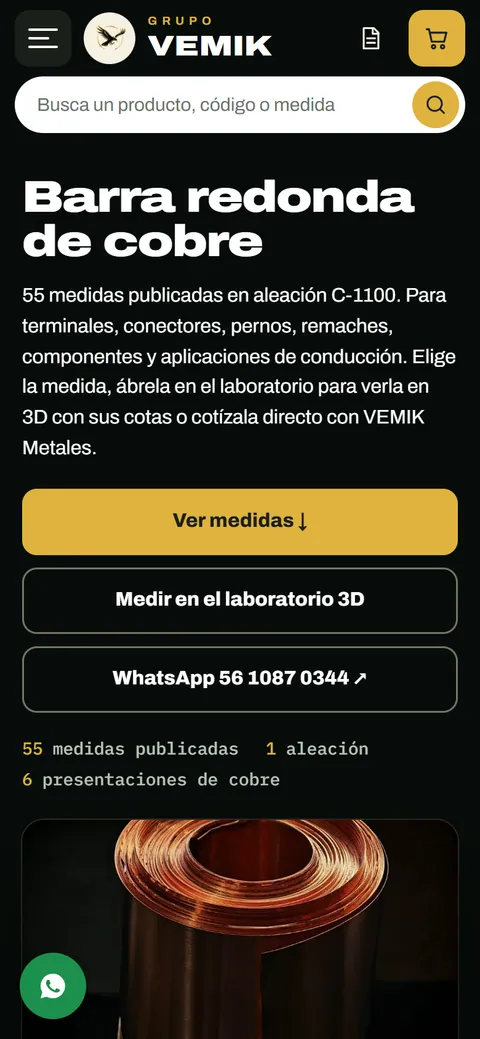 GRUPO
VEMIK
Busca un producto, código o medida
Barra redonda
de cobre
55 medidas publicadas en aleación C-1100. Para
terminales, conectores, pernos, remaches,
componentes y aplicaciones de conducción. Elige
la medida, ábrela en el laboratorio para verla en
3D con sus cotas o cotízala directo con VEMIK
Metales.
Ver medidas ↓
Medir en el laboratorio 3D
WhatsApp 56 1087 0344 ↗
55 medidas publicadas 1 aleación
6 presentaciones de cobre